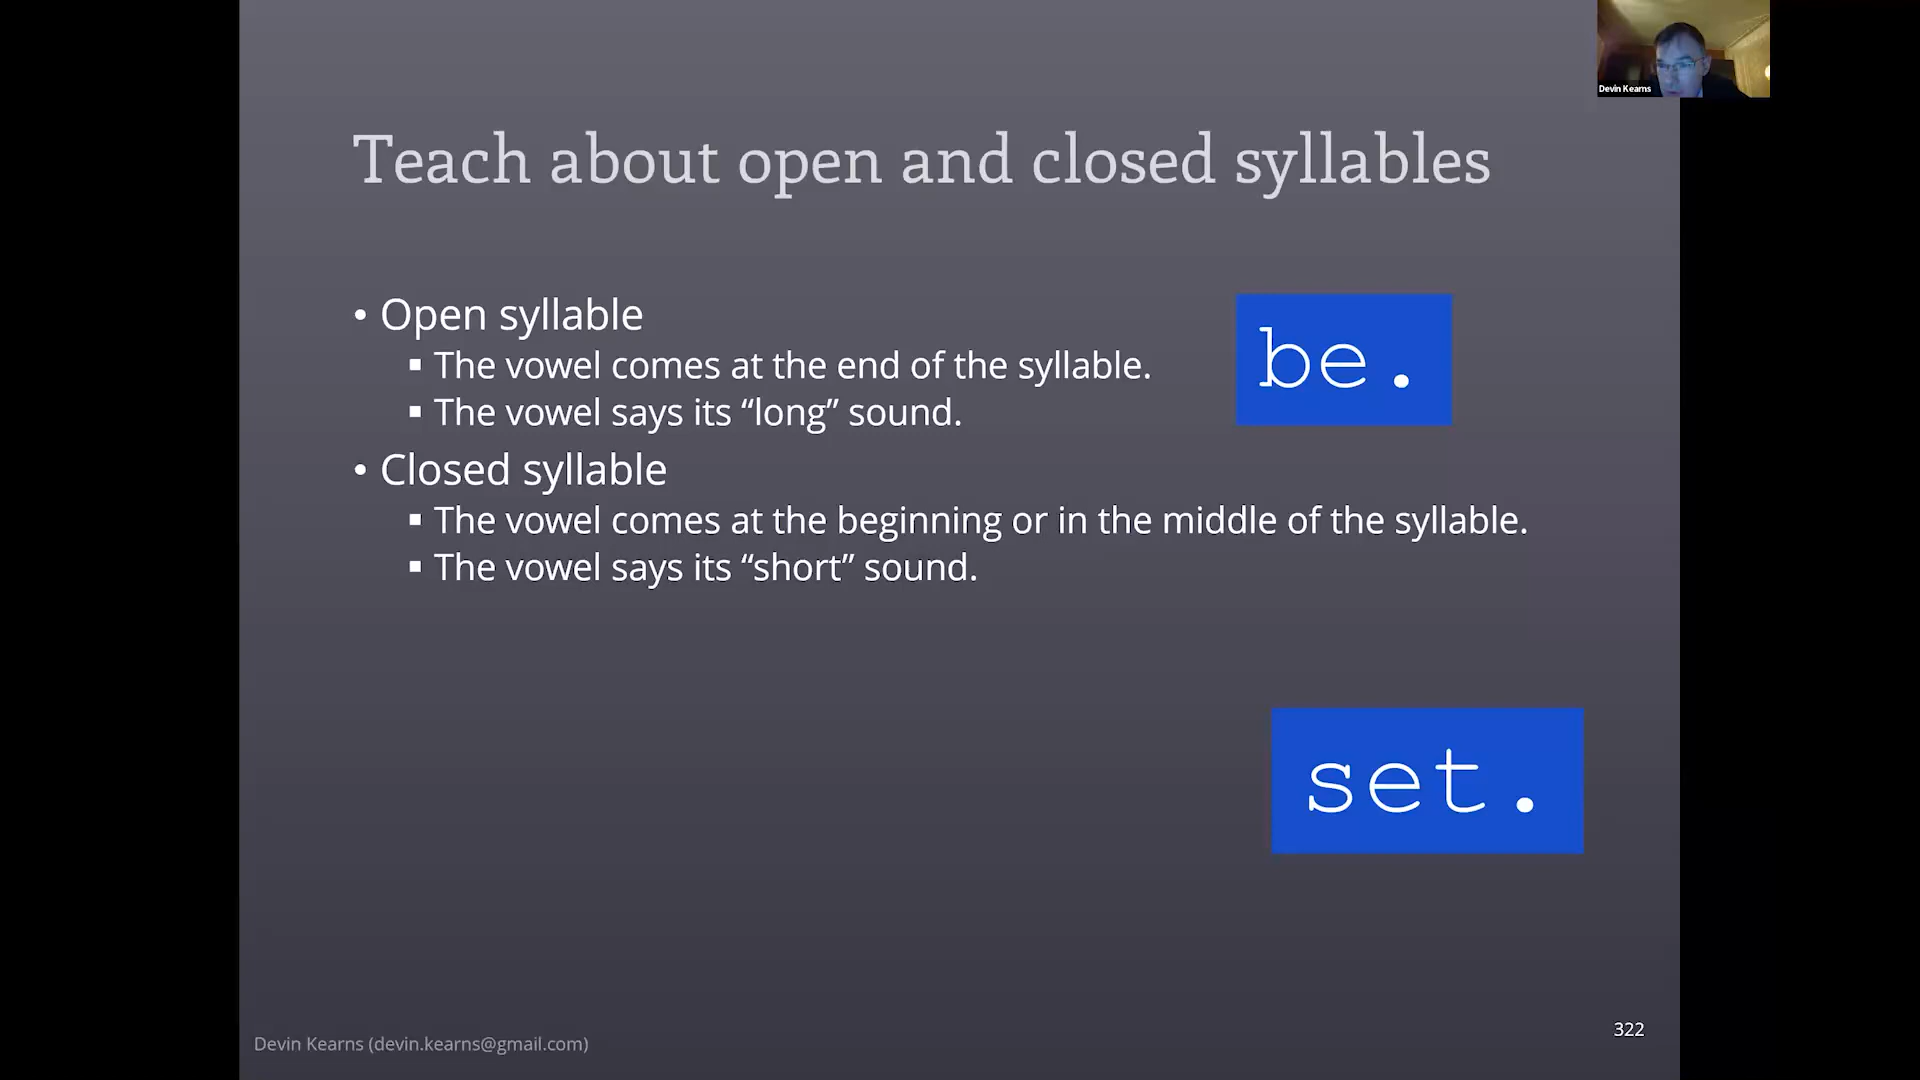 Devin Kearns
Teach about open and closed syllables
• Open syllable
▪ The vowel comes at the end of the syllable.
▪ The vowel says its “long” sound.
be.
• Closed syllable
▪ The vowel comes at the beginning or in the middle of the syllable.
▪ The vowel says its “short” sound.
set.
Devin Kearns (devin.kearns@gmail.com)
322